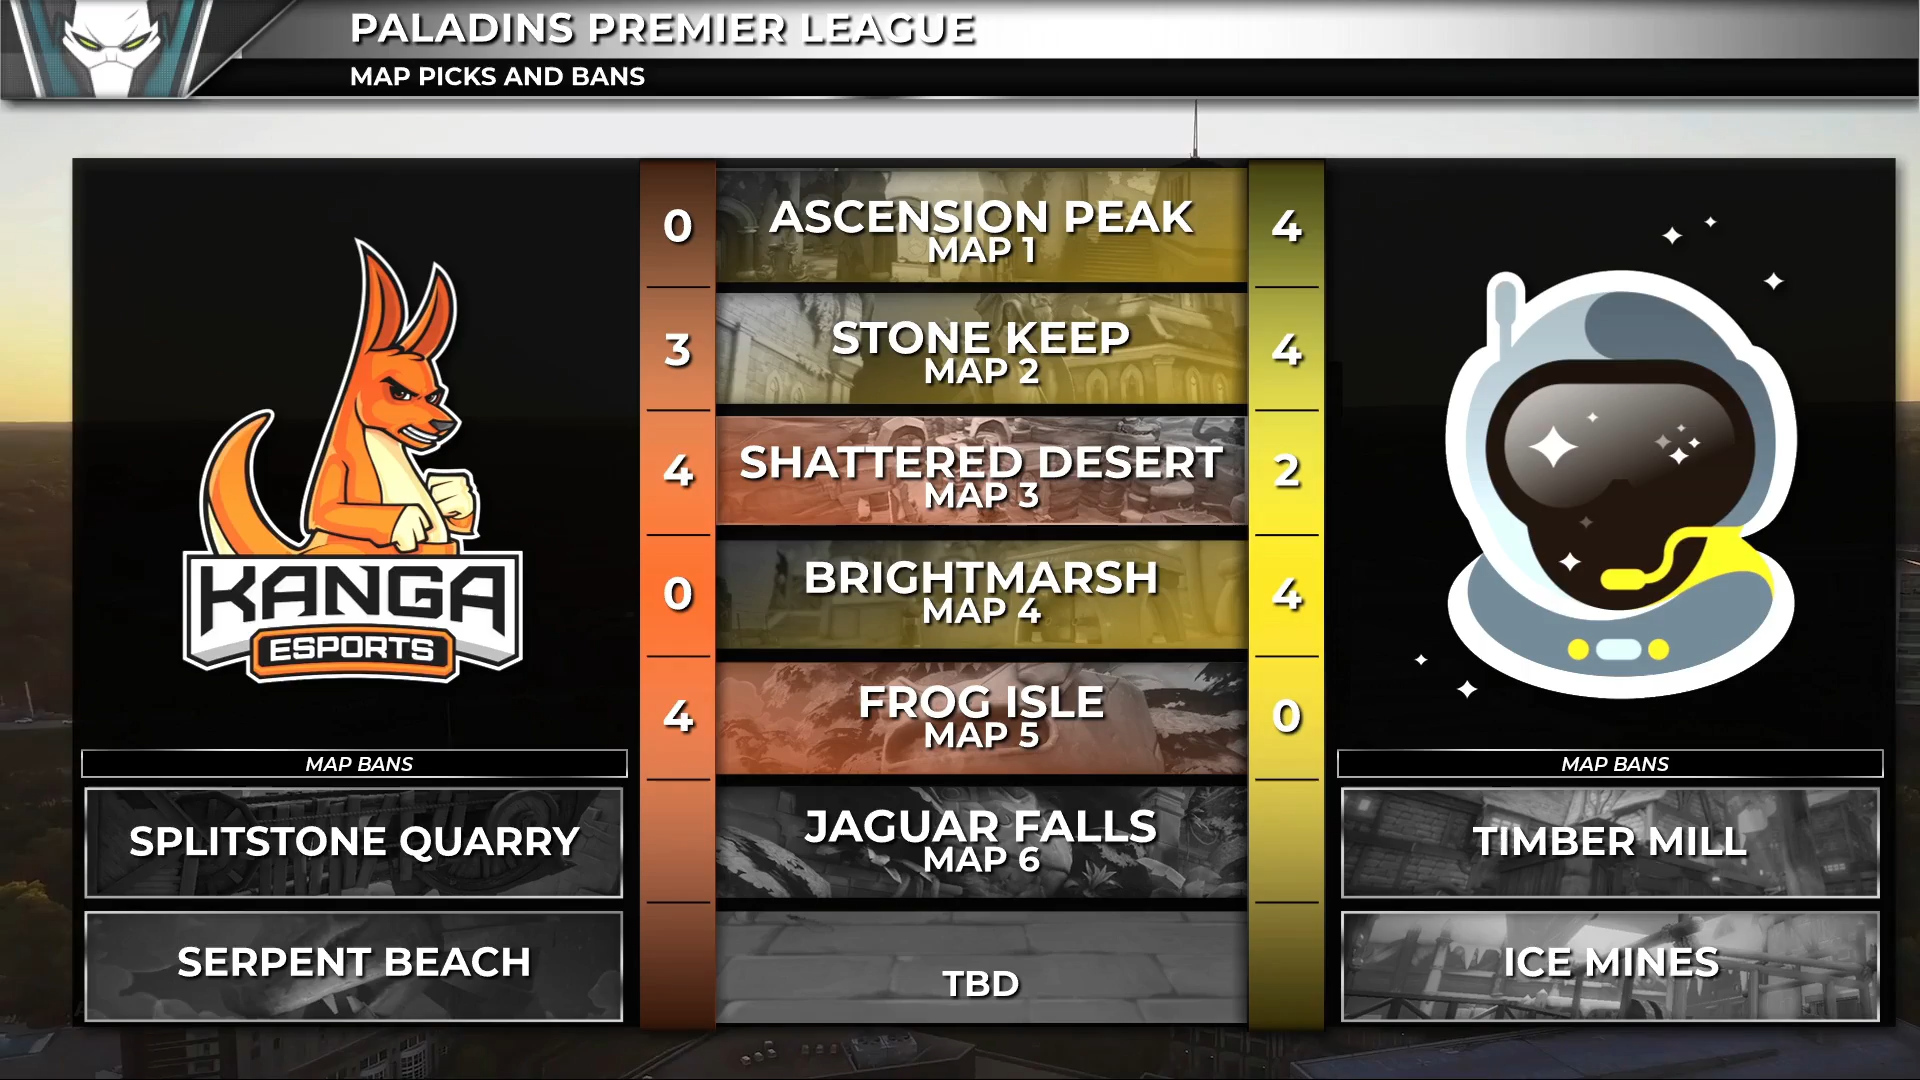 PALADINS PREMIER LEAGUE
MAP PICKS AND BANS
0 ASCENSION PEAK 4
MAP 1
3 STONE KEEP 4
MAP 2
4 SHATTERED DESERT 2
MAP 3
0 BRIGHTMARSH 4
MAP 4
4 FROG ISLE 0
MAP 5
JAGUAR FALLS
MAP 6
TBD
KANGA
ESPORTS
MAP BANS
SPLITSTONE QUARRY
SERPENT BEACH
MAP BANS
TIMBER MILL
ICE MINES